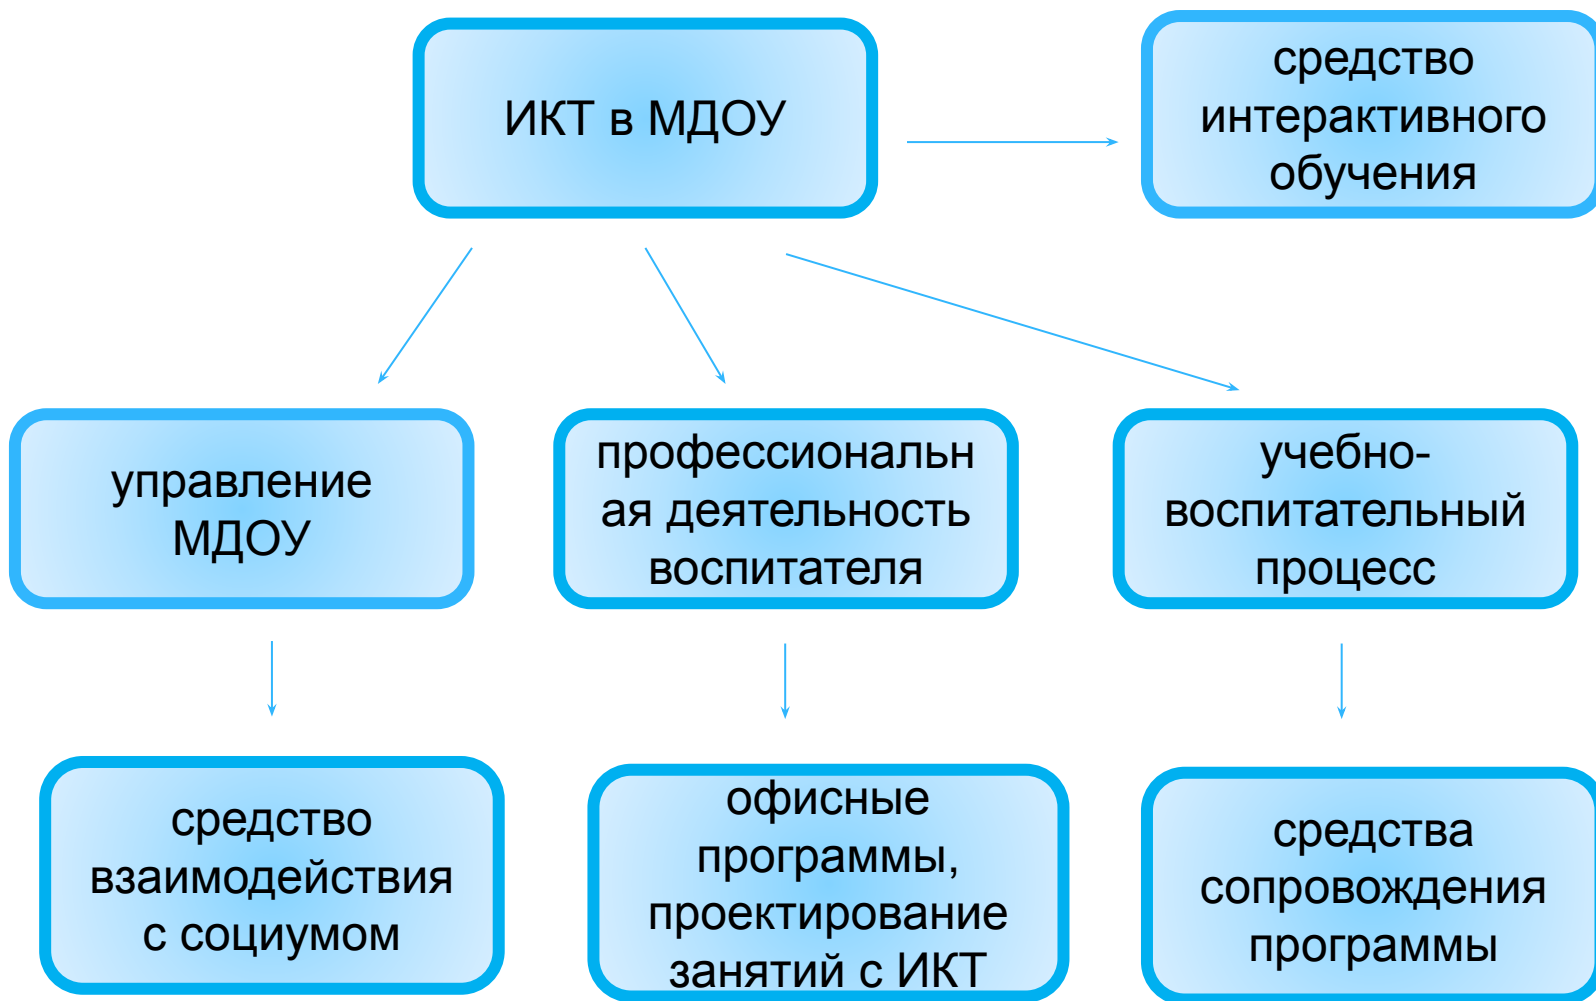 ИКТ в МДОУ
средство
интерактивного
обучения
управление
МДОУ
профессиональн
ая деятельность
воспитателя
учебно-
воспитательный
процесс
средство
взаимодействия
с социумом
офисные
программы,
проектирование
занятий с ИКТ
средства
сопровождения
программы